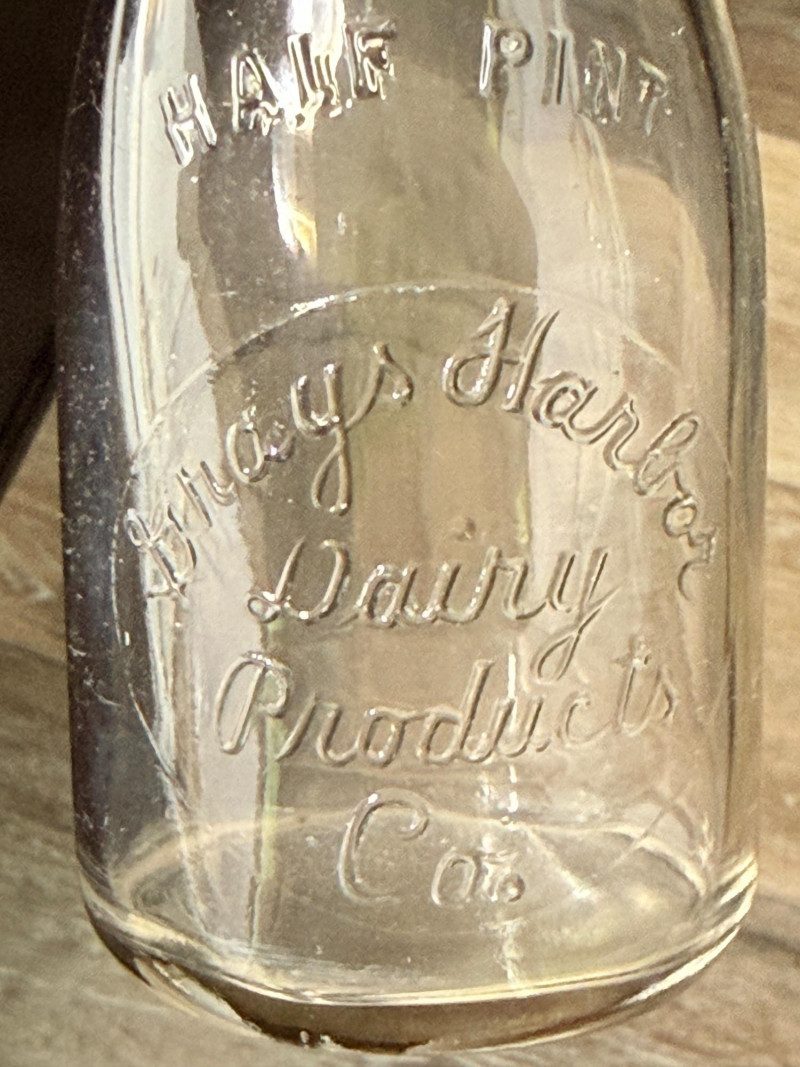 HALF PINT
Grays Harbor
Dairy
Products
Co.